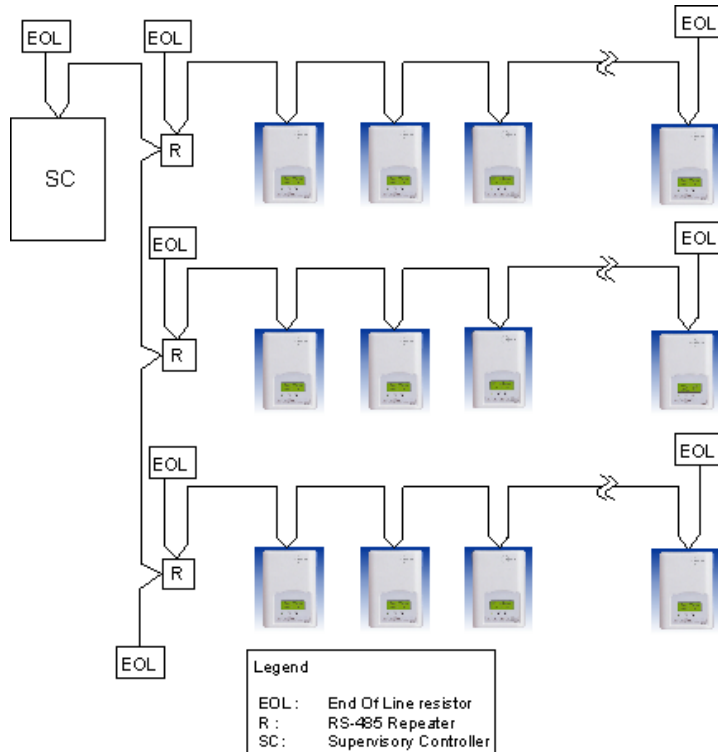 EOL
EOL
EOL
R
SC
EOL
EOL
R
EOL
EOL
R
EOL
Legend
EOL : End Of Line resistor
R : RS-485 Repeater
SC: Supervisory Controller